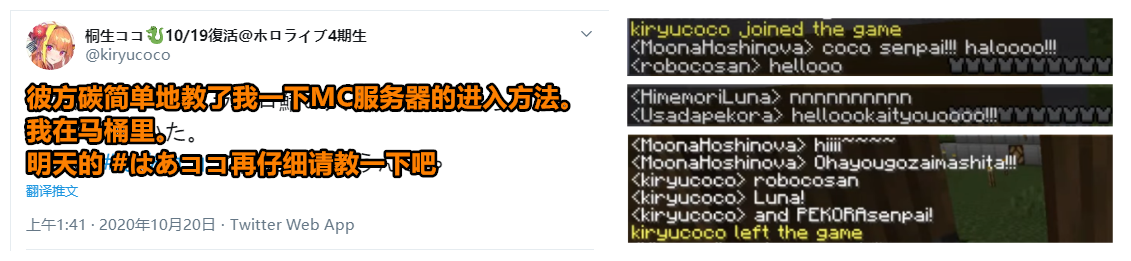 桐生ココ🐉10/19復活@ホロライブ4期生
@kiryucoco
彼方碳简单地教了我一下MC服务器的进入方法。
我在马桶里。
た。
明天的 #はあココ再仔细请教一下吧
翻译推文
上午1:41 · 2020年10月20日 · Twitter Web App
kiryucoco joined the game
<MoonaHoshinova> coco senpai!!! haloooo!!!
<robocosan> hellooo
<HimemoriLuna> nnnnnnnnnn
<Usadapekora> helloookaityouoooo!!!
<MoonaHoshinova> hiiii~~~~~
<MoonaHoshinova> Ohayougozaimashita!!!
<kiryucoco> robocosan
<kiryucoco> Luna!
<kiryucoco> and PEKORAsenpai!
kiryucoco left the game